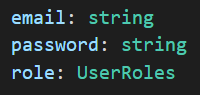 email: string
password: string
role: UserRoles